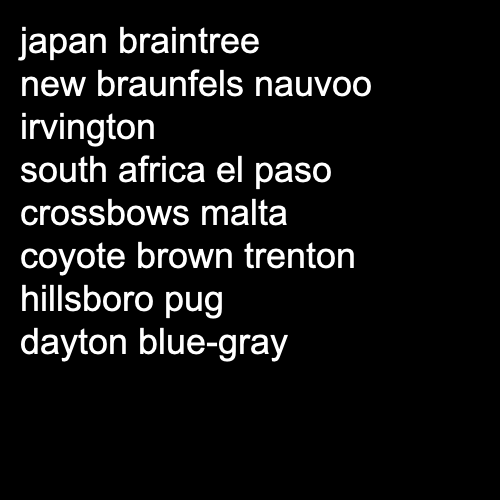 japan braintree
new braunfels nauvoo
irvington
south africa el paso
crossbows malta
coyote brown trenton
hillsboro pug
dayton blue-gray